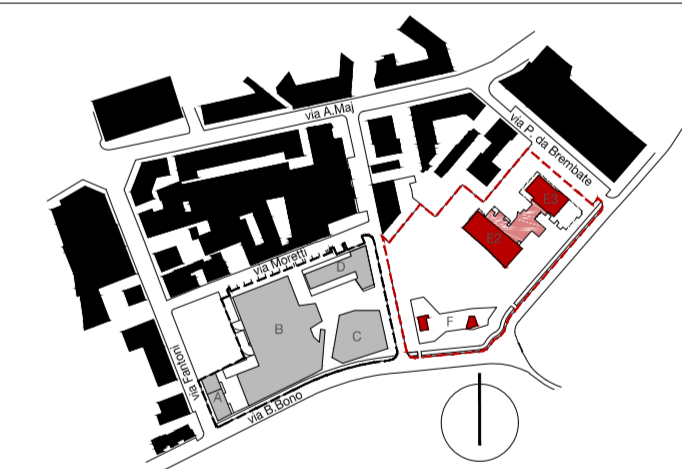 via A.Maj
via P. da Brembate
E3
E2
via Moretti
D
B
F
C
via Fantoni
A
via B.Bono